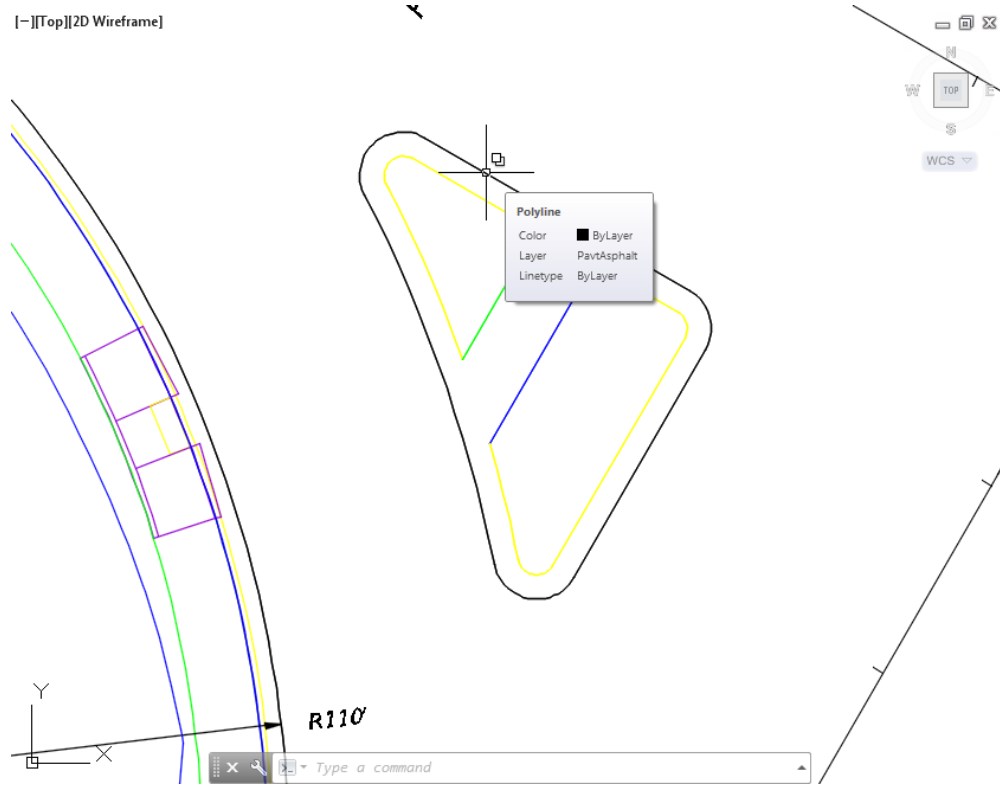 [−][Top][2D Wireframe]
N
W
TOP
E
S
WCS
Polyline
Color ByLayer
Layer PavtAsphalt
Linetype ByLayer
R110'
Y
X
Type a command